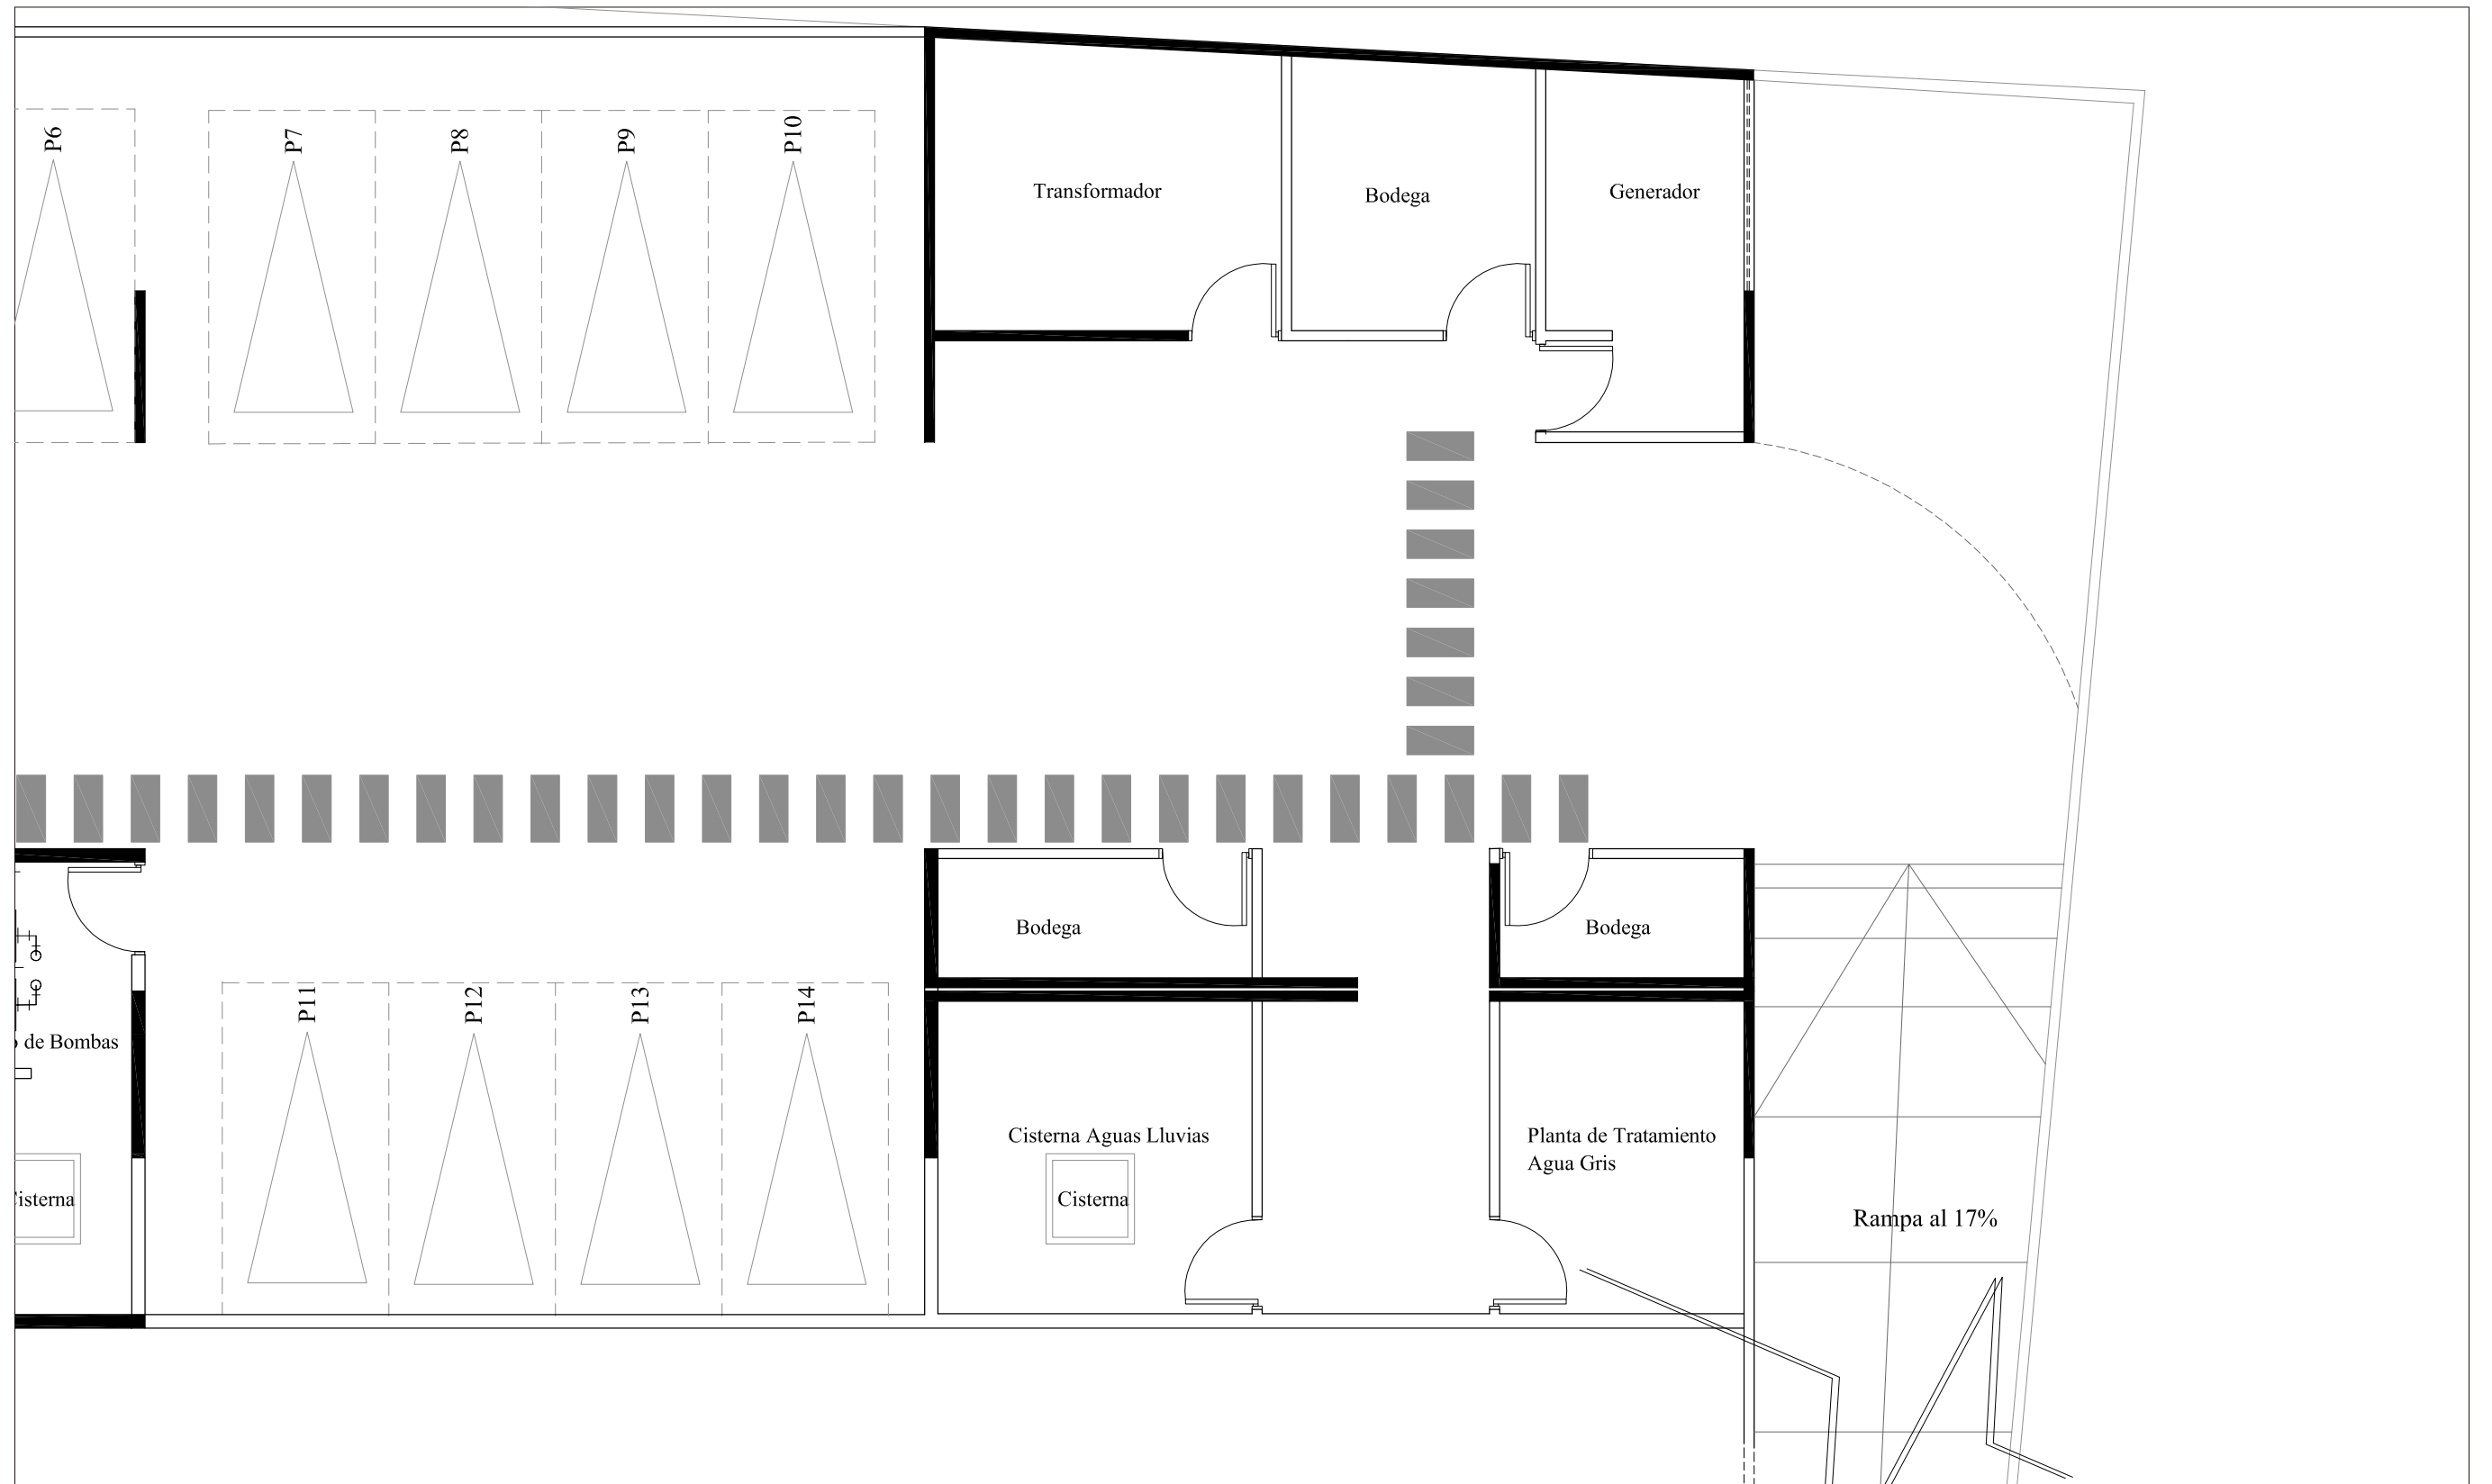 P6
P7
P8
P9
P10
Transformador
Bodega
Generador
Bodega
Bodega
P11
P12
P13
P14
de Bombas
Cisterna Aguas Lluvias
Planta de Tratamiento
Agua Gris
isterna
Cisterna
Rampa al 17%